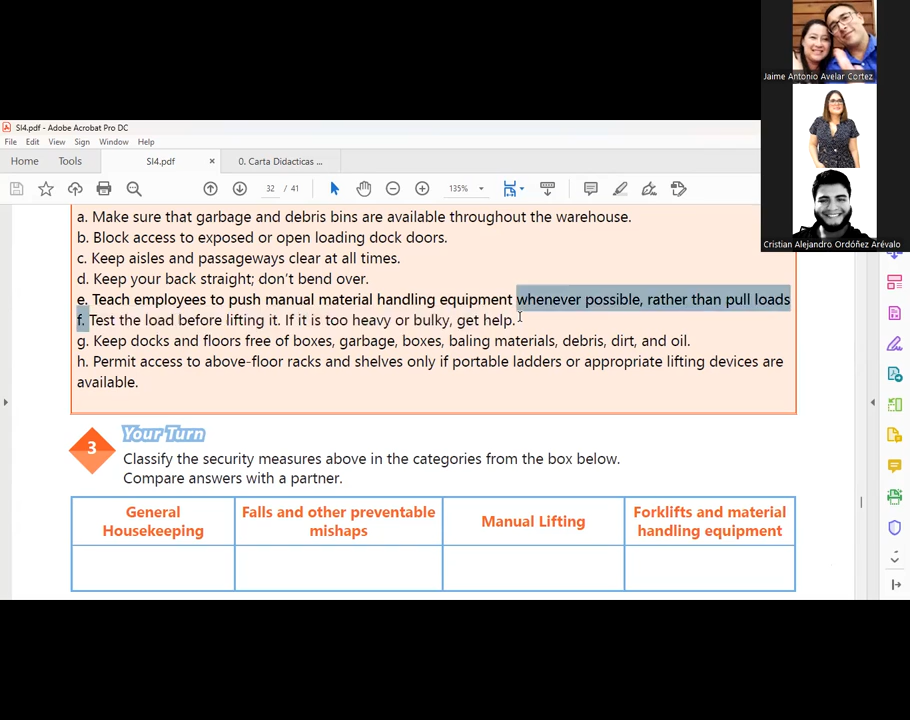 Jaime Antonio Avelar Cortez
Cristian Alejandro Ordóñez Arévalo
SI4.pdf - Adobe Acrobat Pro DC
File Edit View Sign Window Help
Home Tools SI4.pdf × 0. Carta Didacticas ...
32 / 41 135%
a. Make sure that garbage and debris bins are available throughout the warehouse.
b. Block access to exposed or open loading dock doors.
c. Keep aisles and passageways clear at all times.
d. Keep your back straight; don't bend over.
e. Teach employees to push manual material handling equipment whenever possible, rather than pull loads
f. Test the load before lifting it. If it is too heavy or bulky, get help.
g. Keep docks and floors free of boxes, garbage, boxes, baling materials, debris, dirt, and oil.
h. Permit access to above-floor racks and shelves only if portable ladders or appropriate lifting devices are
available.
3 Your Turn
Classify the security measures above in the categories from the box below.
Compare answers with a partner.
General
Housekeeping
Falls and other preventable
mishaps
Manual Lifting
Forklifts and material
handling equipment